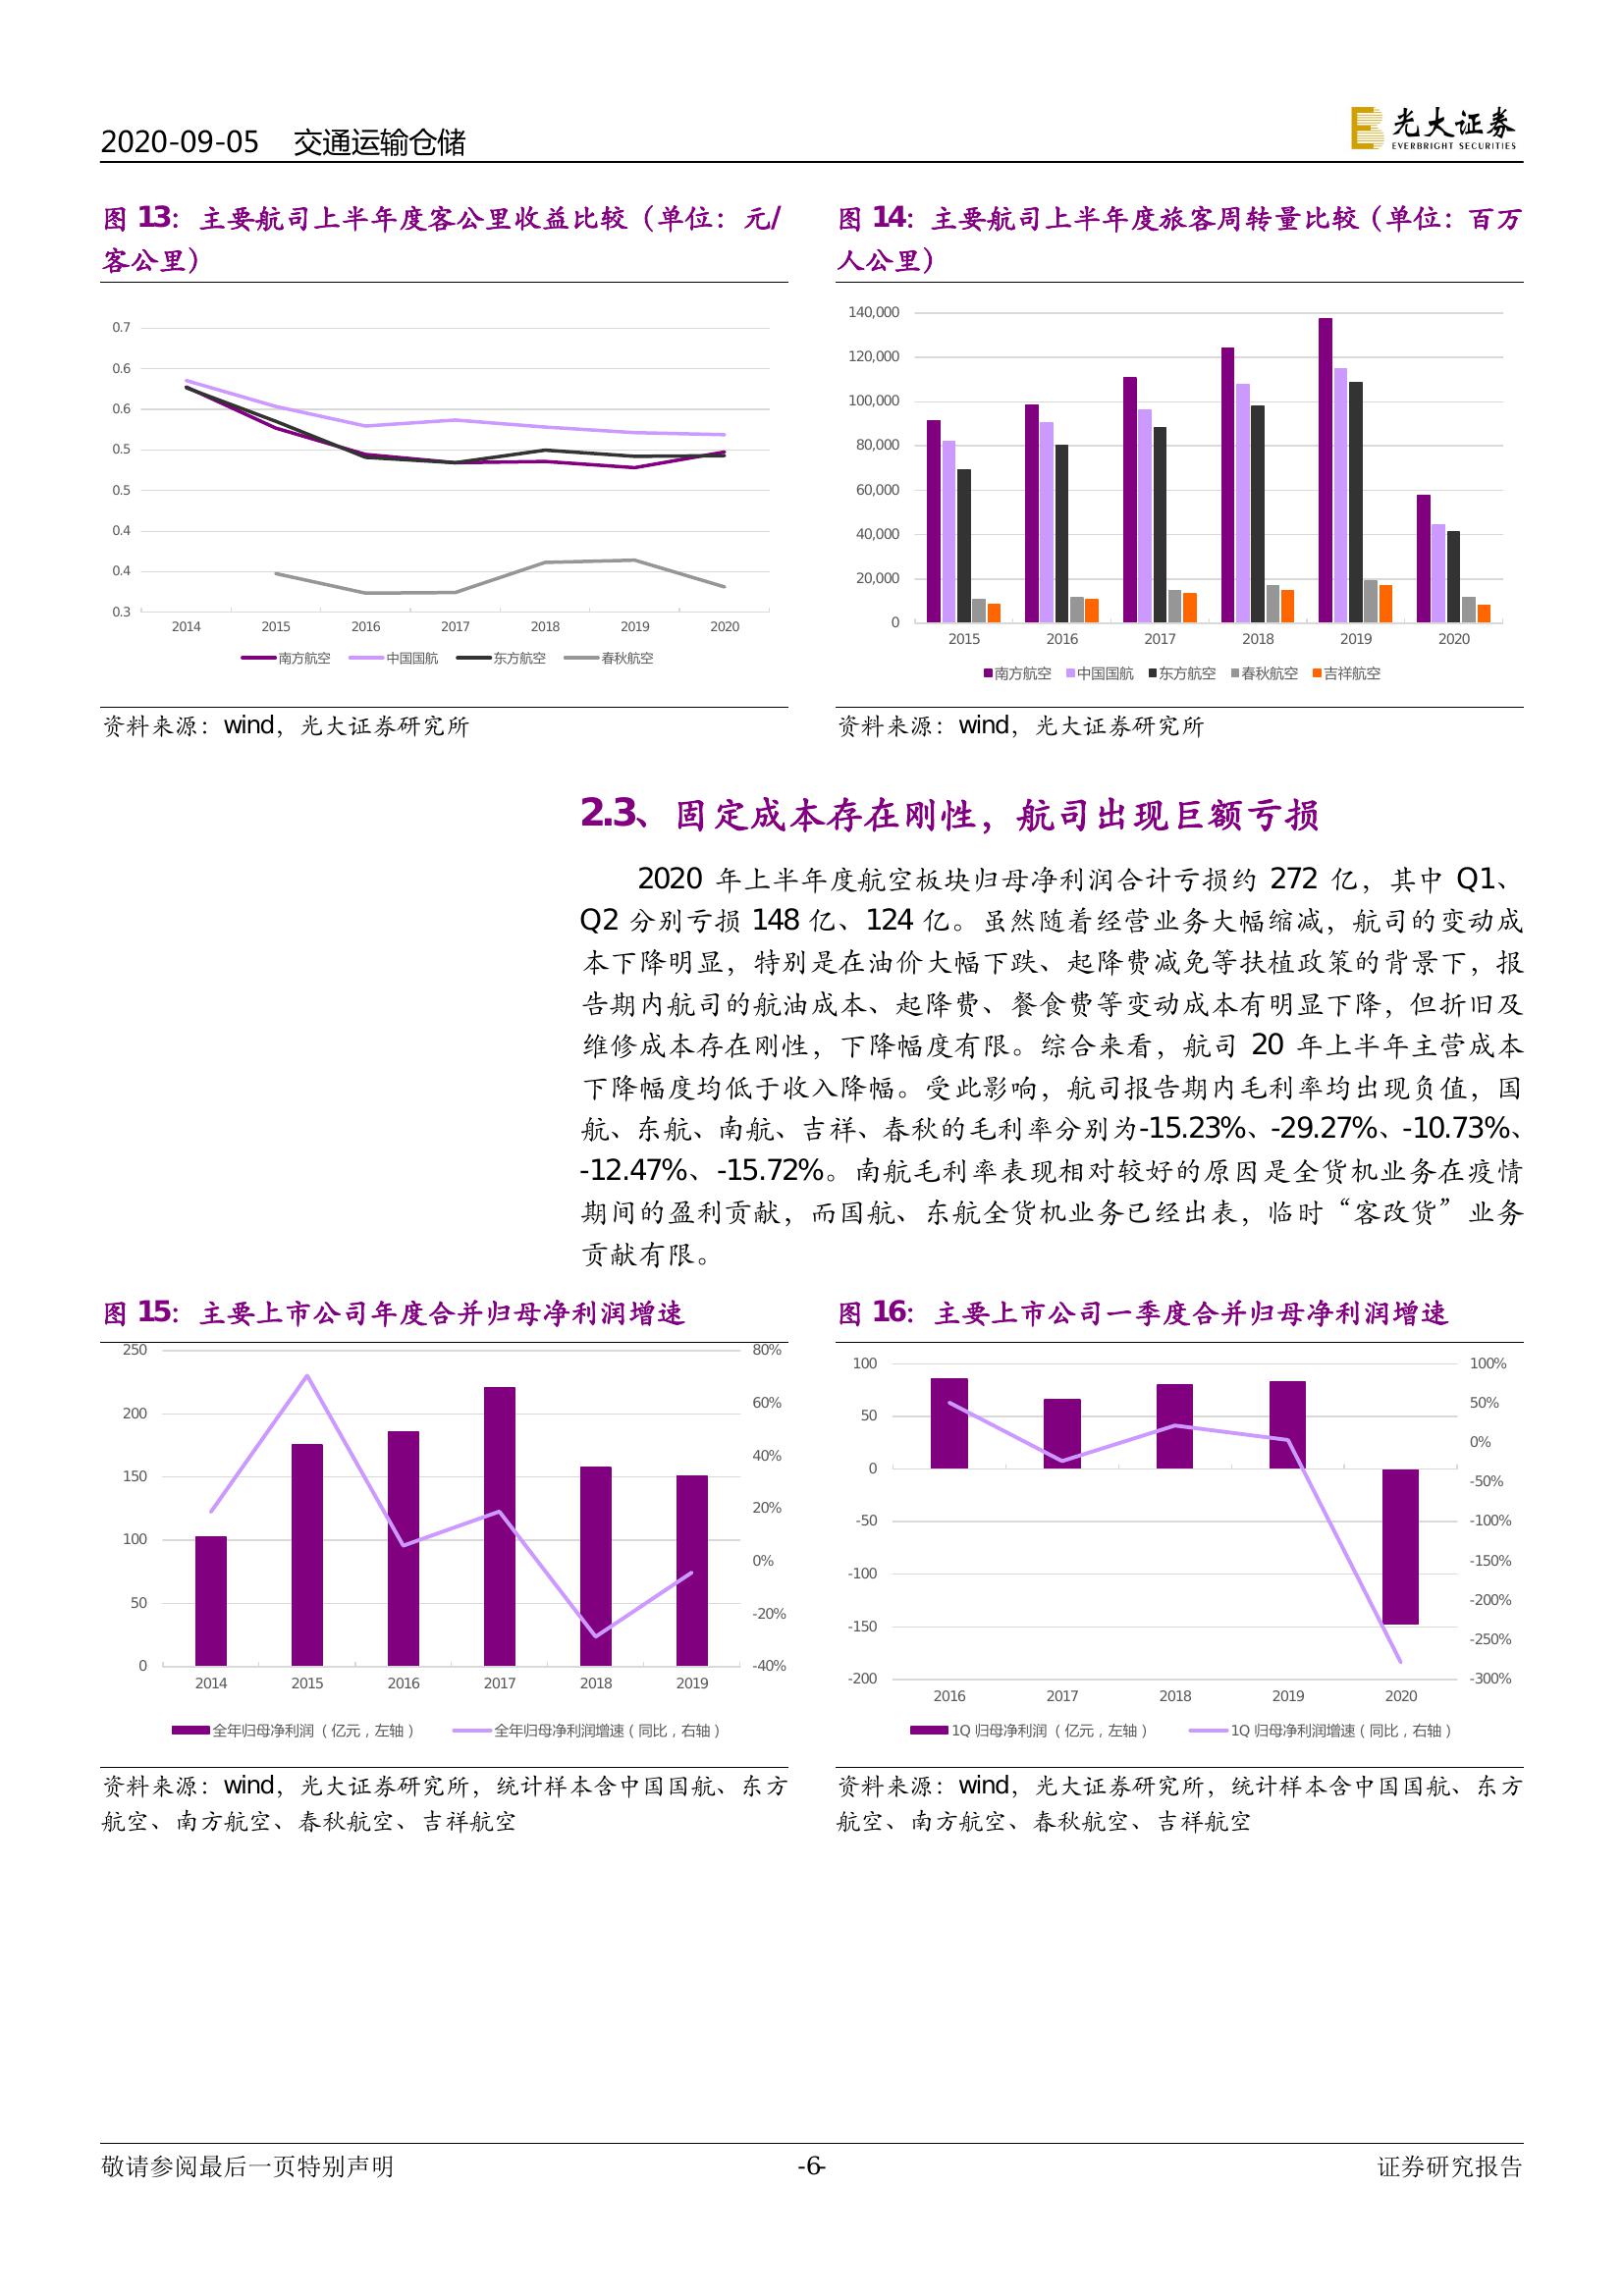 2020-09-05 交通运输仓储
光大证券
EVERBRIGHT SECURITIES
图 13：主要航司上半年度客公里收益比较（单位：元/
客公里）
0.7
0.6
0.6
0.5
0.5
0.4
0.4
0.3
2014 2015 2016 2017 2018 2019 2020
南方航空 中国国航 东方航空 春秋航空
资料来源：wind，光大证券研究所
图 14：主要航司上半年度旅客周转量比较（单位：百万
人公里）
140,000
120,000
100,000
80,000
60,000
40,000
20,000
0
2015 2016 2017 2018 2019 2020
南方航空 中国国航 东方航空 春秋航空 吉祥航空
资料来源：wind，光大证券研究所
2.3、固定成本存在刚性，航司出现巨额亏损
2020 年上半年度航空板块归母净利润合计亏损约 272 亿，其中 Q1、
Q2 分别亏损 148 亿、124 亿。虽然随着经营业务大幅缩减，航司的变动成
本下降明显，特别是在油价大幅下跌、起降费减免等扶植政策的背景下，报
告期内航司的航油成本、起降费、餐食费等变动成本有明显下降，但折旧及
维修成本存在刚性，下降幅度有限。综合来看，航司 20 年上半年主营成本
下降幅度均低于收入降幅。受此影响，航司报告期内毛利率均出现负值，国
航、东航、南航、吉祥、春秋的毛利率分别为-15.23%、-29.27%、-10.73%、
-12.47%、-15.72%。南航毛利率表现相对较好的原因是全货机业务在疫情
期间的盈利贡献，而国航、东航全货机业务已经出表，临时“客改货”业务
贡献有限。
图 15：主要上市公司年度合并归母净利润增速
250
200
150
100
50
0
80%
60%
40%
20%
0%
-20%
-40%
2014 2015 2016 2017 2018 2019
全年归母净利润（亿元，左轴） 全年归母净利润增速（同比，右轴）
资料来源：wind，光大证券研究所，统计样本含中国国航、东方
航空、南方航空、春秋航空、吉祥航空
图 16：主要上市公司一季度合并归母净利润增速
100
50
0
-50
-100
-150
-200
100%
50%
0%
-50%
-100%
-150%
-200%
-250%
-300%
2016 2017 2018 2019 2020
1Q 归母净利润（亿元，左轴） 1Q 归母净利润增速（同比，右轴）
资料来源：wind，光大证券研究所，统计样本含中国国航、东方
航空、南方航空、春秋航空、吉祥航空
敬请参阅最后一页特别声明 -6- 证券研究报告